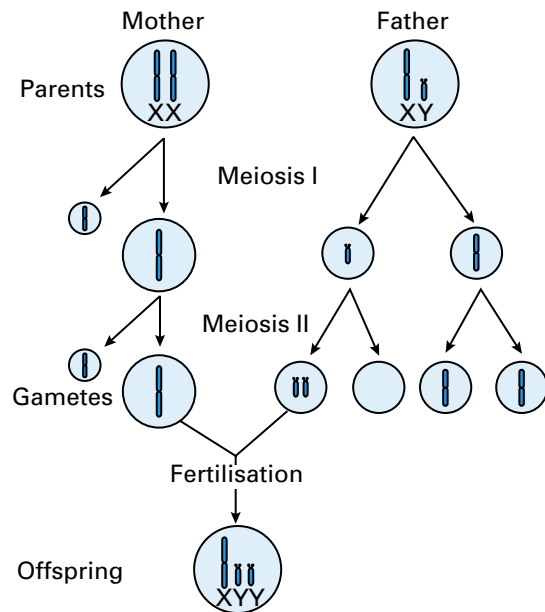 Mother
Father
Parents
XX
XY
Meiosis I
Meiosis II
Gametes
Fertilisation
Offspring
XYY